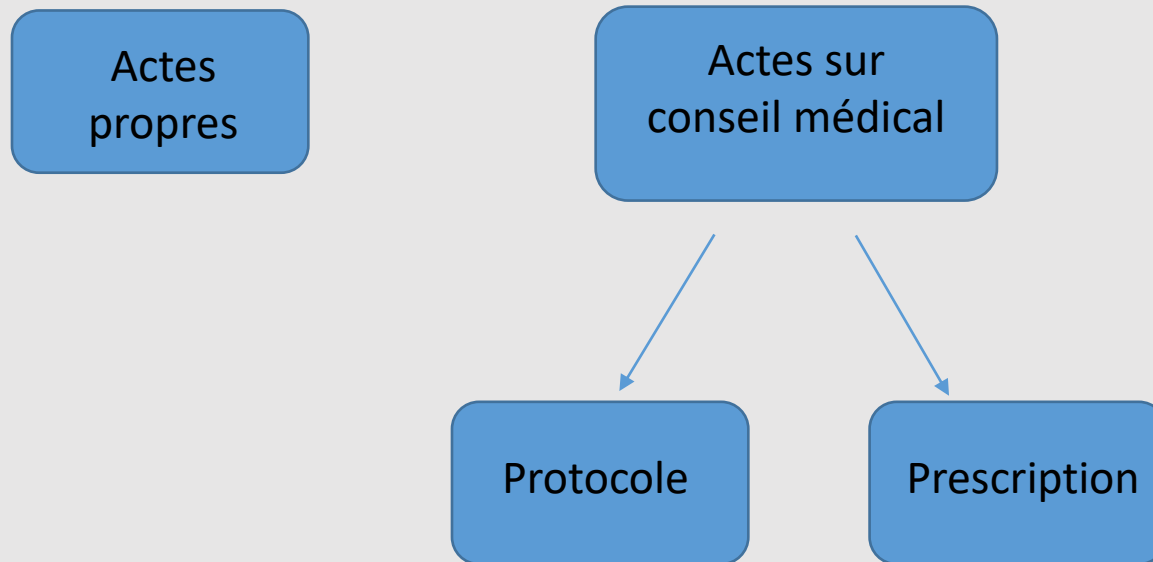 Actes
propres
Actes sur
conseil médical
Protocole
Prescription